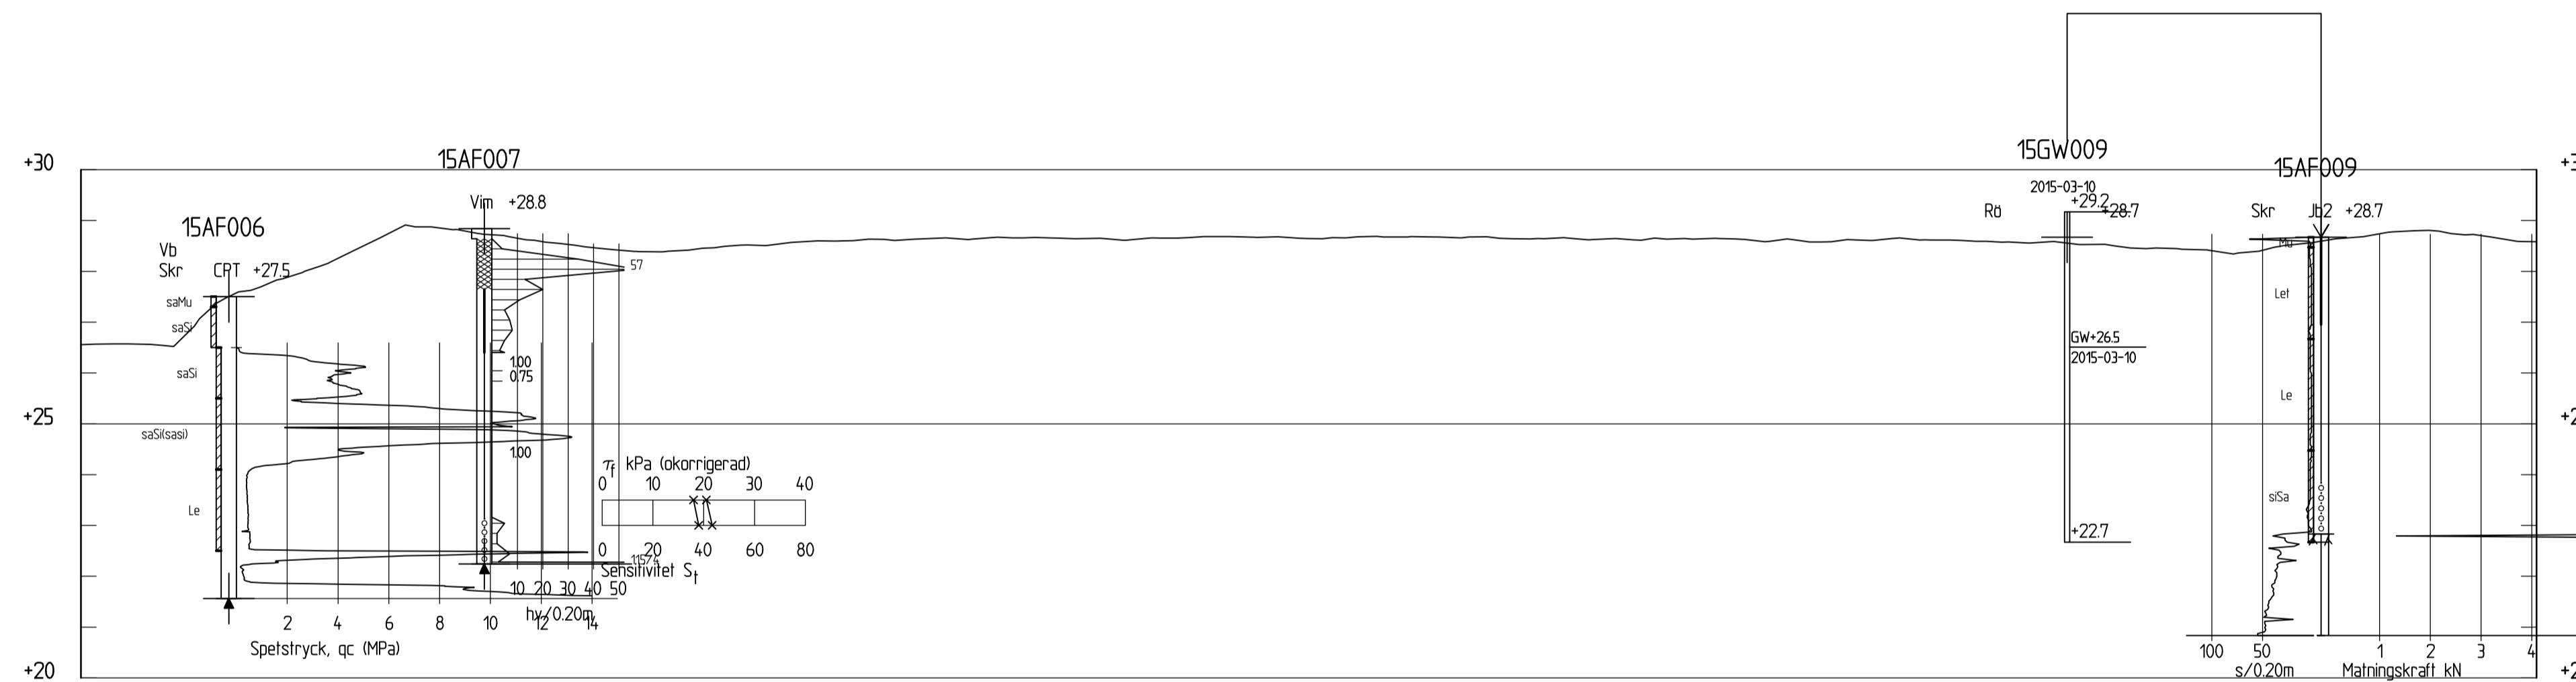 +30
+25
+20
15AF006
Vb
Skr CPT +27.5
saMu
saSi
saSi
saSi(sasi)
Le
2 4 6 8 10 12 14
Spetstryck, qc (MPa)
15AF007
Vim +28.8
57
1.00
0.75
1.00
115/4
10 20 30 40 50
hv/0.20m
τf kPa (okorrigerad)
0 10 20 30 40
0 20 40 60 80
Sensitivitet St
15GW009
2015-03-10
+29.2
Rö +28.7
GW+26.5
2015-03-10
+22.7
15AF009
Skr Jb2 +28.7
Mu
Let
Le
siSa
100 50
s/0.20m
1 2 3 4
Matningskraft kN